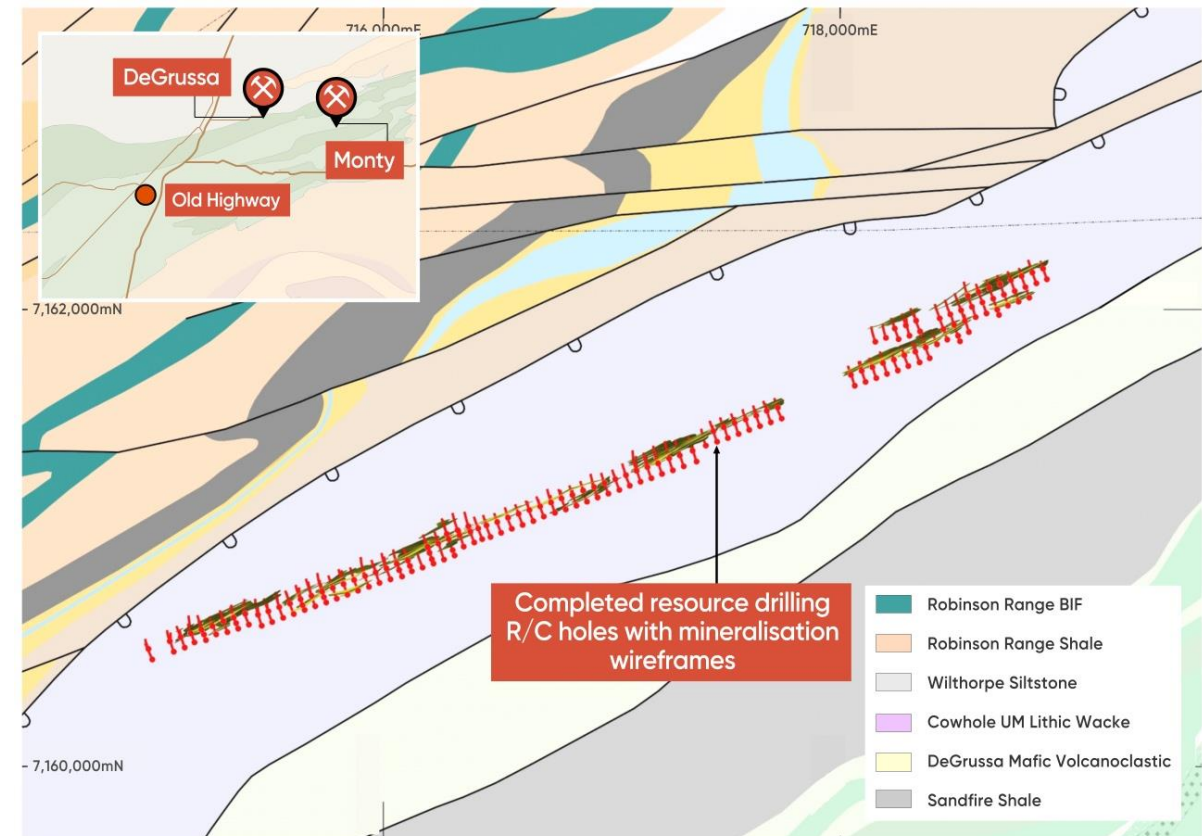 716,000mE
718,000mE
DeGrussa
Monty
Old Highway
7,162,000mN
Completed resource drilling
R/C holes with mineralisation
wireframes
7,160,000mN
Robinson Range BIF
Robinson Range Shale
Wilthorpe Siltstone
Cowhole UM Lithic Wacke
DeGrussa Mafic Volcanoclastic
Sandfire Shale